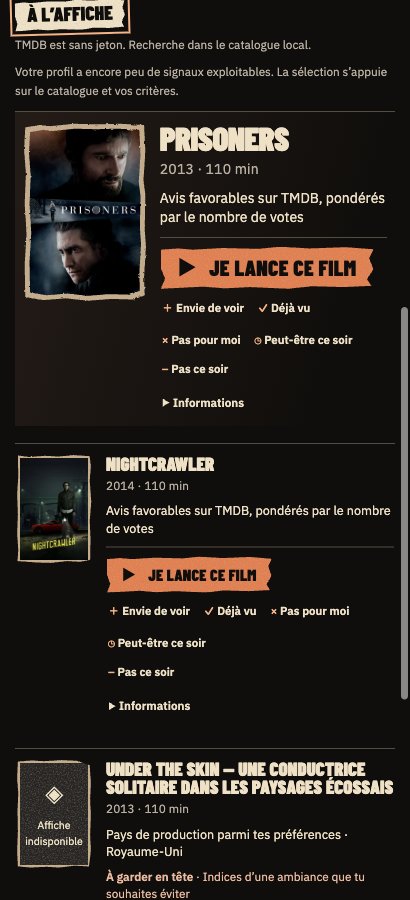 À L'AFFICHE
TMDB est sans jeton. Recherche dans le catalogue local.
Votre profil a encore peu de signaux exploitables. La sélection s'appuie
sur le catalogue et vos critères.
PRISONERS
PRISONERS
2013 · 110 min
Avis favorables sur TMDB, pondérés
par le nombre de votes
JE LANCE CE FILM
+ Envie de voir ✓ Déjà vu
× Pas pour moi ◷ Peut-être ce soir
– Pas ce soir
▶ Informations
NIGHTCRAWLER
NIGHTCRAWLER
2014 · 110 min
Avis favorables sur TMDB, pondérés par le nombre
de votes
JE LANCE CE FILM
+ Envie de voir ✓ Déjà vu × Pas pour moi
◷ Peut-être ce soir
– Pas ce soir
▶ Informations
Affiche
indisponible
UNDER THE SKIN — UNE CONDUCTRICE
SOLITAIRE DANS LES PAYSAGES ÉCOSSAIS
2013 · 110 min
Pays de production parmi tes préférences ·
Royaume-Uni
À garder en tête · Indices d'une ambiance que tu
souhaites éviter